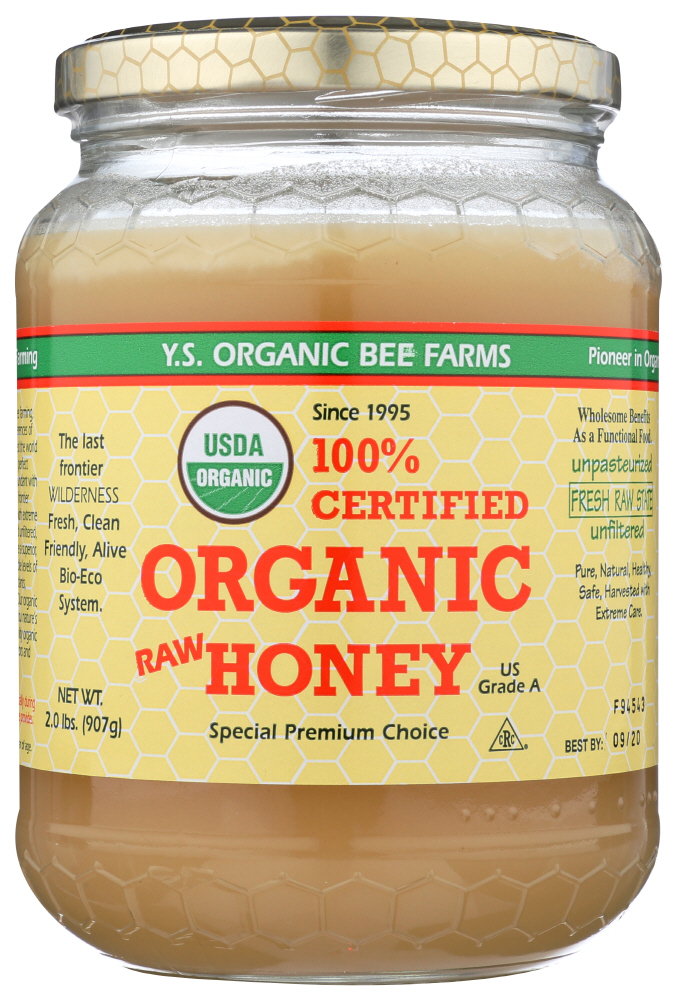 arming
Y.S. ORGANIC BEE FARMS
Pioneer in Organ
The last
frontier
WILDERNESS
Fresh, Clean
Friendly, Alive
Bio-Eco
System.
NET WT.
2.0 lbs. (907g)
USDA
ORGANIC
Since 1995
100%
CERTIFIED
ORGANIC
RAW HONEY
US
Grade A
Special Premium Choice
CRC
Wholesome Benefits
As a Functional Food.
unpasteurized
FRESH RAW STATE
unfiltered
Pure, Natural, Healthy,
Safe, Harvested with
Extreme Care.
F94543
BEST BY: 09/20